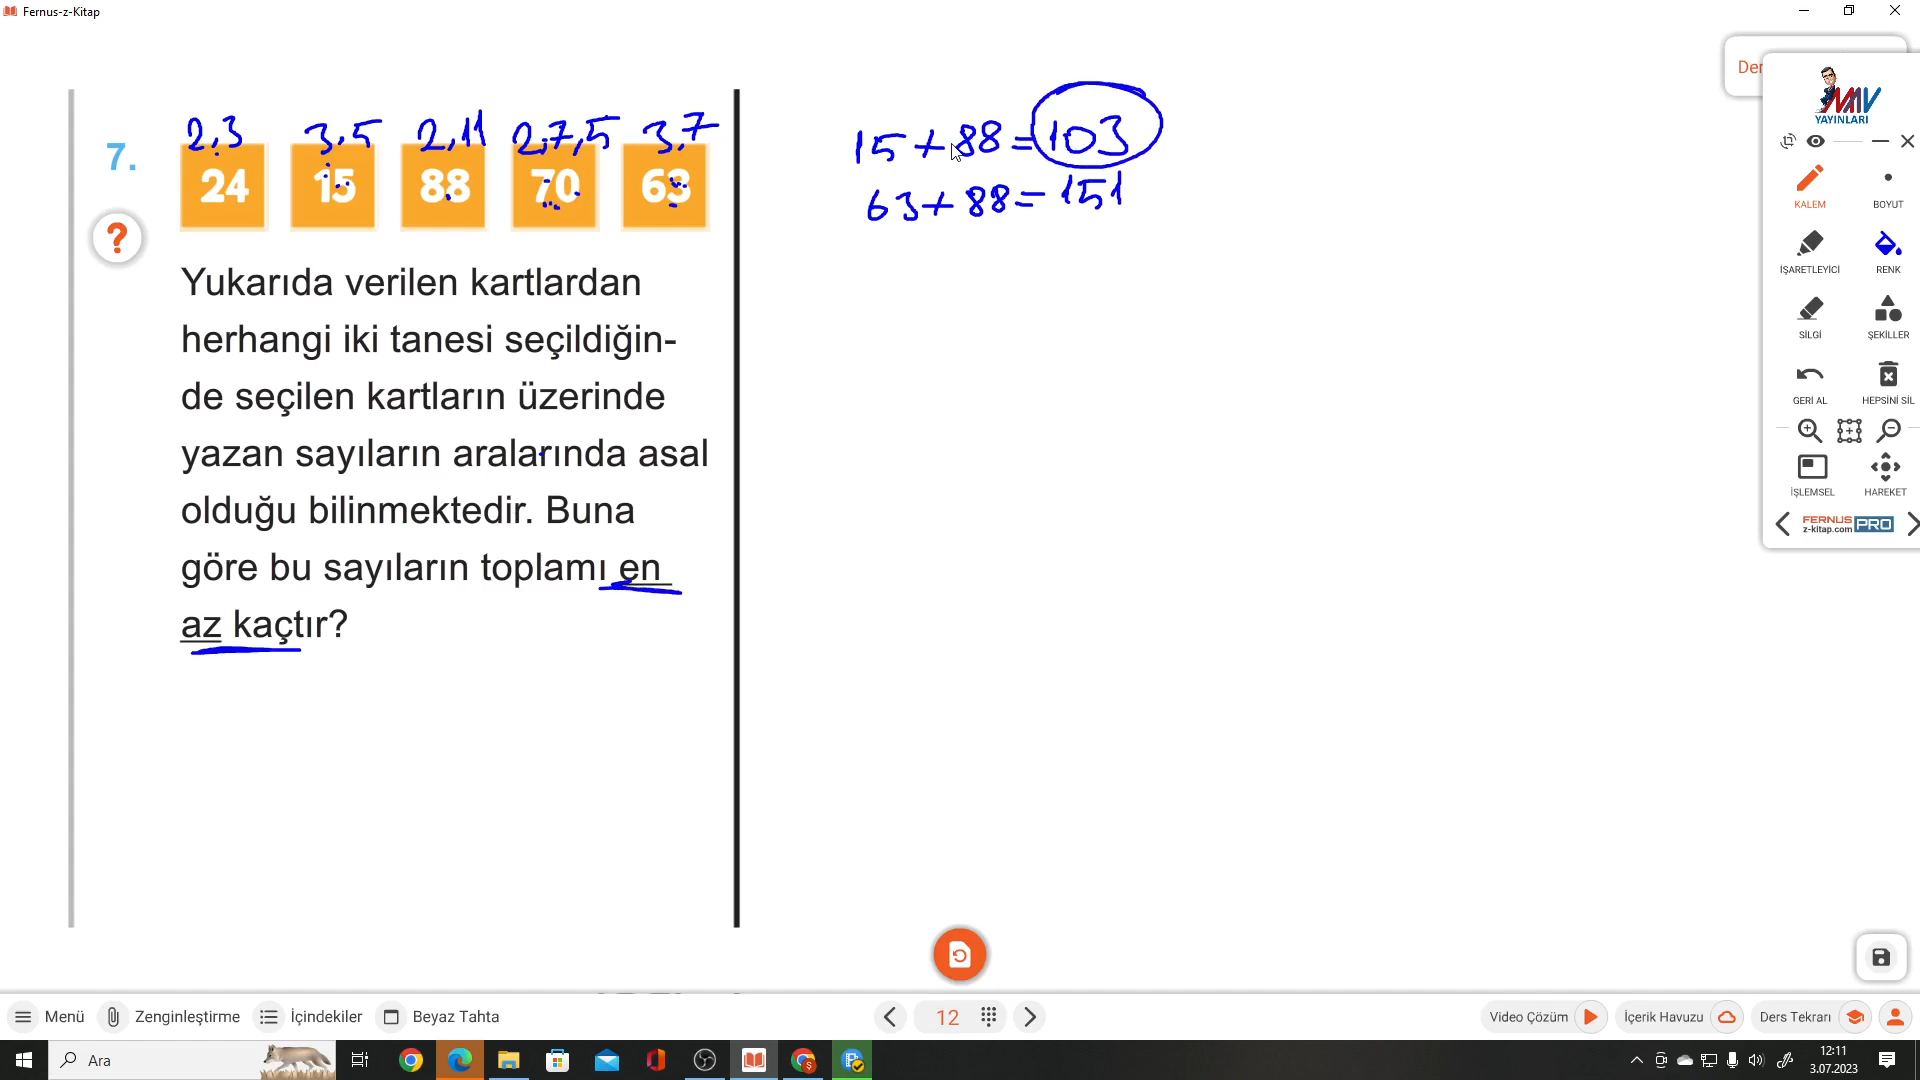 Fernus-z-Kitap
Der
MAV
YAYINLARI
2,3 3,5 2,11 2,7,5 3,7
7. 24 15 88 70 63
15+88=103
63+88=151
?
Yukarıda verilen kartlardan
herhangi iki tanesi seçildiğin-
de seçilen kartların üzerinde
yazan sayıların aralarında asal
olduğu bilinmektedir. Buna
göre bu sayıların toplamı en
az kaçtır?
KALEM BOYUT
İŞARETLEYİCİ RENK
SİLGİ ŞEKİLLER
GERİ AL HEPSİNİ SİL
İŞLEMSEL HAREKET
FERNUS
z-kitap.com PRO
Menü Zenginleştirme İçindekiler Beyaz Tahta 12 Video Çözüm İçerik Havuzu Ders Tekrarı
Ara
12:11
3.07.2023